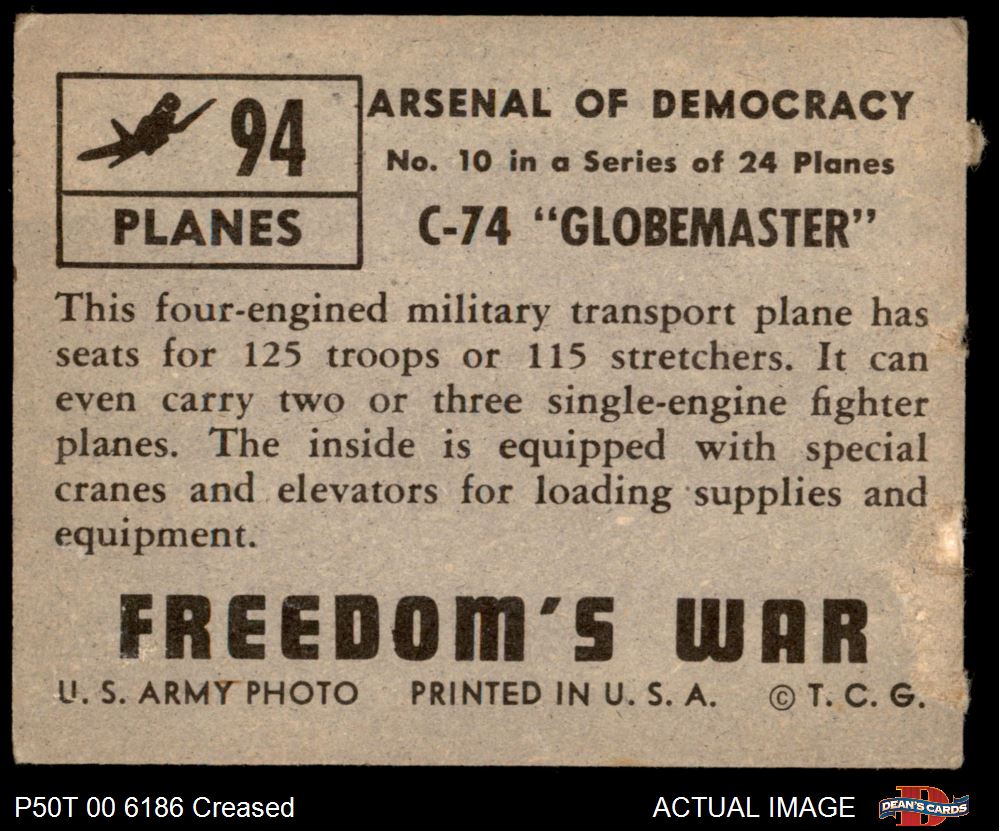 94
PLANES
ARSENAL OF DEMOCRACY
No. 10 in a Series of 24 Planes
C-74 “GLOBEMASTER”
This four-engined military transport plane has
seats for 125 troops or 115 stretchers. It can
even carry two or three single-engine fighter
planes. The inside is equipped with special
cranes and elevators for loading supplies and
equipment.
FREEDOM'S WAR
U. S. ARMY PHOTO PRINTED IN U. S. A. © T. C. G.
P50T 00 6186 Creased ACTUAL IMAGE DEAN'S CARDS